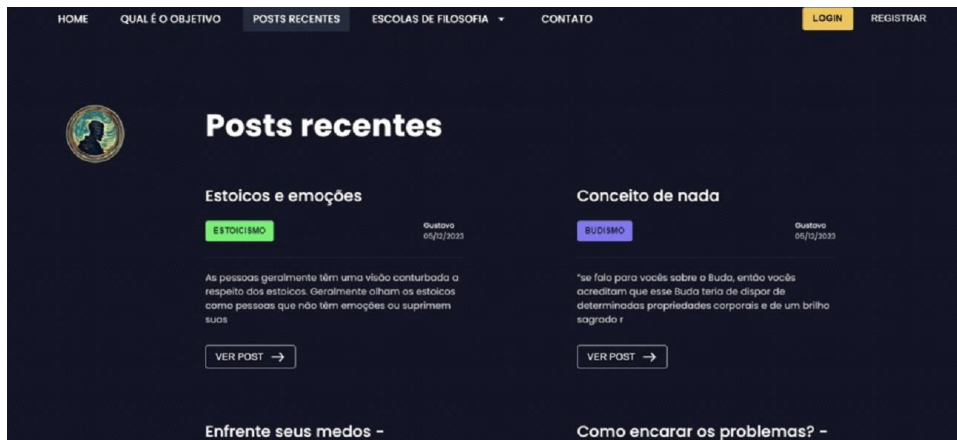 HOME QUAL É O OBJETIVO POSTS RECENTES ESCOLAS DE FILOSOFIA CONTATO LOGIN REGISTRAR
Posts recentes
Estoicos e emoções
ESTOICISMO
Gustavo
05/12/2023
As pessoas geralmente têm uma visão conturbada a
respeito dos estoicos. Geralmente olham os estoicos
como pessoas que não têm emoções ou suprimem
suas
VER POST
Conceito de nada
BUDISMO
Gustavo
05/12/2023
"se falo para vocês sobre o Buda, então vocês
acreditam que esse Buda teria de dispor de
determinadas propriedades corporais e de um brilho
sagrado r
VER POST
Enfrente seus medos -
Como encarar os problemas? -